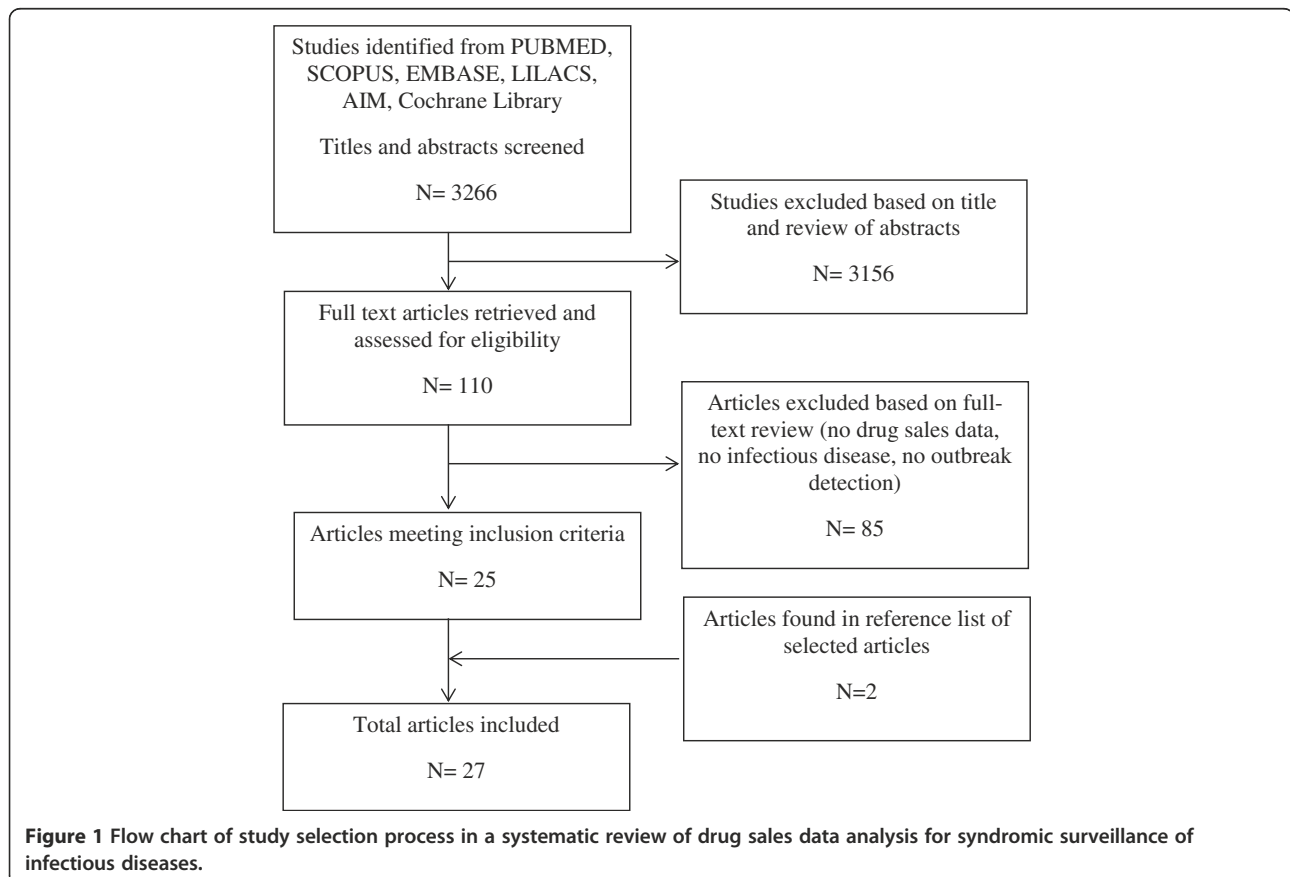 Studies identified from PUBMED,
SCOPUS, EMBASE, LILACS,
AIM, Cochrane Library
Titles and abstracts screened
N= 3266
Studies excluded based on title
and review of abstracts
N= 3156
Full text articles retrieved and
assessed for eligibility
N= 110
Articles excluded based on full-
text review (no drug sales data,
no infectious disease, no outbreak
detection)
N= 85
Articles meeting inclusion criteria
N= 25
Articles found in reference list of
selected articles
N=2
Total articles included
N= 27
Figure 1 Flow chart of study selection process in a systematic review of drug sales data analysis for syndromic surveillance of
infectious diseases.